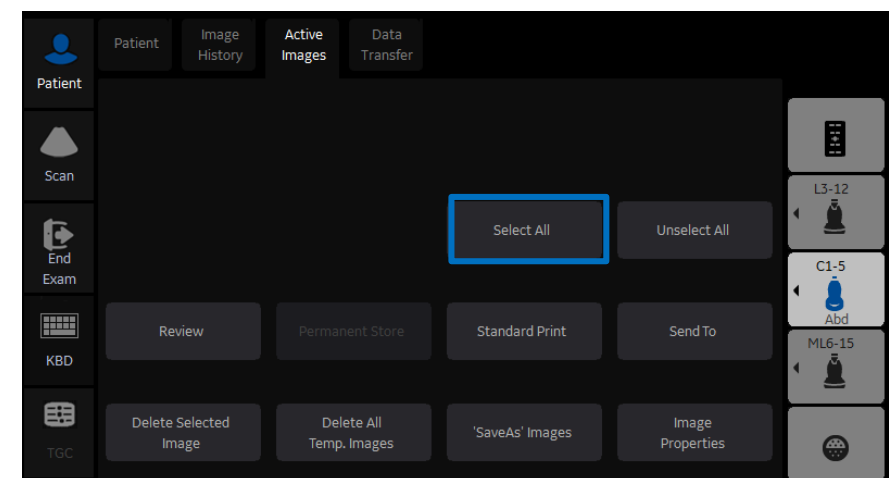 Patient
Image
History
Active
Images
Data
Transfer
Patient
Scan
End
Exam
KBD
TGC
Select All
Unselect All
Review
Permanent Store
Standard Print
Send To
Delete Selected
Image
Delete All
Temp. Images
'SaveAs' Images
Image
Properties
L3-12
C1-5
Abd
ML6-15